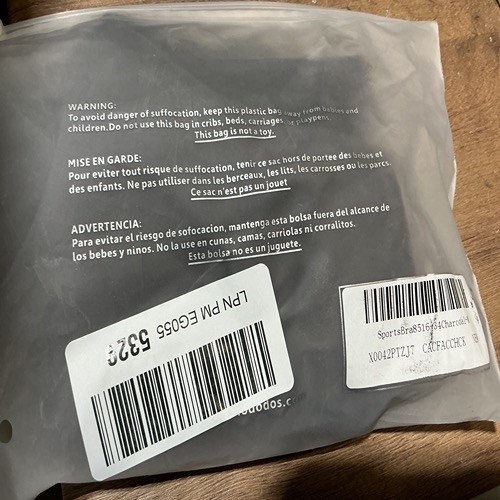 WARNING:
To avoid danger of suffocation, keep this plastic bag away from babies and
children.Do not use this bag in cribs, beds, carriages, or playpens.
This bag is not a toy.
MISE EN GARDE:
Pour eviter tout risque de suffocation, tenir ce sac hors de portee des bebes et
des enfants. Ne pas utiliser dans les berceaux, les lits, les carrosses ou les parcs.
Ce sac n'est pas un jouet
ADVERTENCIA:
Para evitar el riesgo de sofocacion, mantenga esta bolsa fuera del alcance de
los bebes y ninos. No la use en cunas, camas, carriolas ni corralitos.
Esta bolsa no es un juguete.
LPN PM EG055
5329
X0042PTZJ7